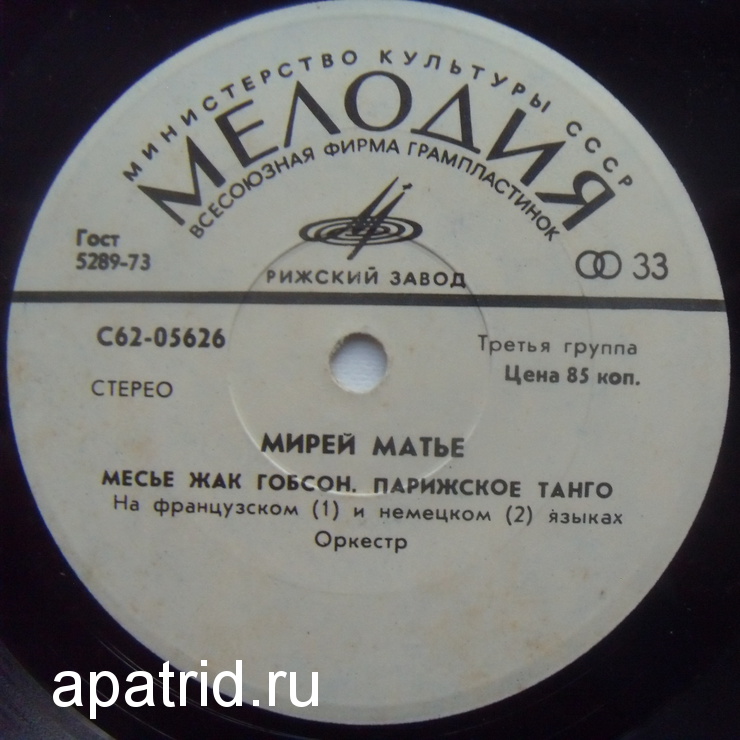 МИНИСТЕРСТВО КУЛЬТУРЫ СССР
МЕЛОДИЯ
ВСЕСОЮЗНАЯ ФИРМА ГРАМПЛАСТИНОК
Гост
5289-73
33
РИЖСКИЙ ЗАВОД
С62-05626
Третья группа
Цена 85 коп.
СТЕРЕО
МИРЕЙ МАТЬЕ
МЕСЬЕ ЖАК ГОБСОН. ПАРИЖСКОЕ ТАНГО
На французском (1) и немецком (2) языках
Оркестр
apatrid.ru